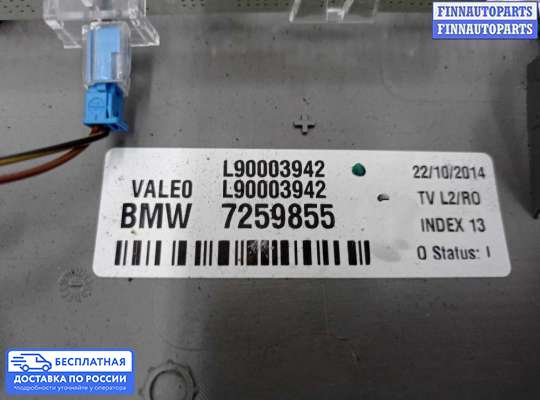 FINNAUTOPARTS
FINNAUTOPARTS
L90003942
VALEO L90003942
BMW 7259855
22/10/2014
TV L2/RO
INDEX 13
O Status: I
БЕСПЛАТНАЯ
ДОСТАВКА ПО РОССИИ